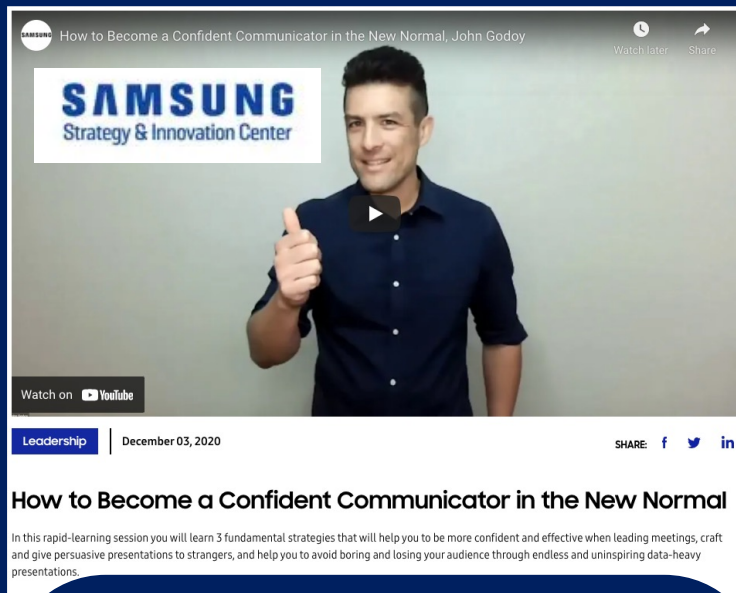 SAMSUNG
How to Become a Confident Communicator in the New Normal, John Godoy
Watch later
Share
SAMSUNG
Strategy & Innovation Center
Watch on YouTube
Leadership
December 03, 2020
SHARE:
How to Become a Confident Communicator in the New Normal
In this rapid-learning session you will learn 3 fundamental strategies that will help you to be more confident and effective when leading meetings, craft
and give persuasive presentations to strangers, and help you to avoid boring and losing your audience through endless and uninspiring data-heavy
presentations.